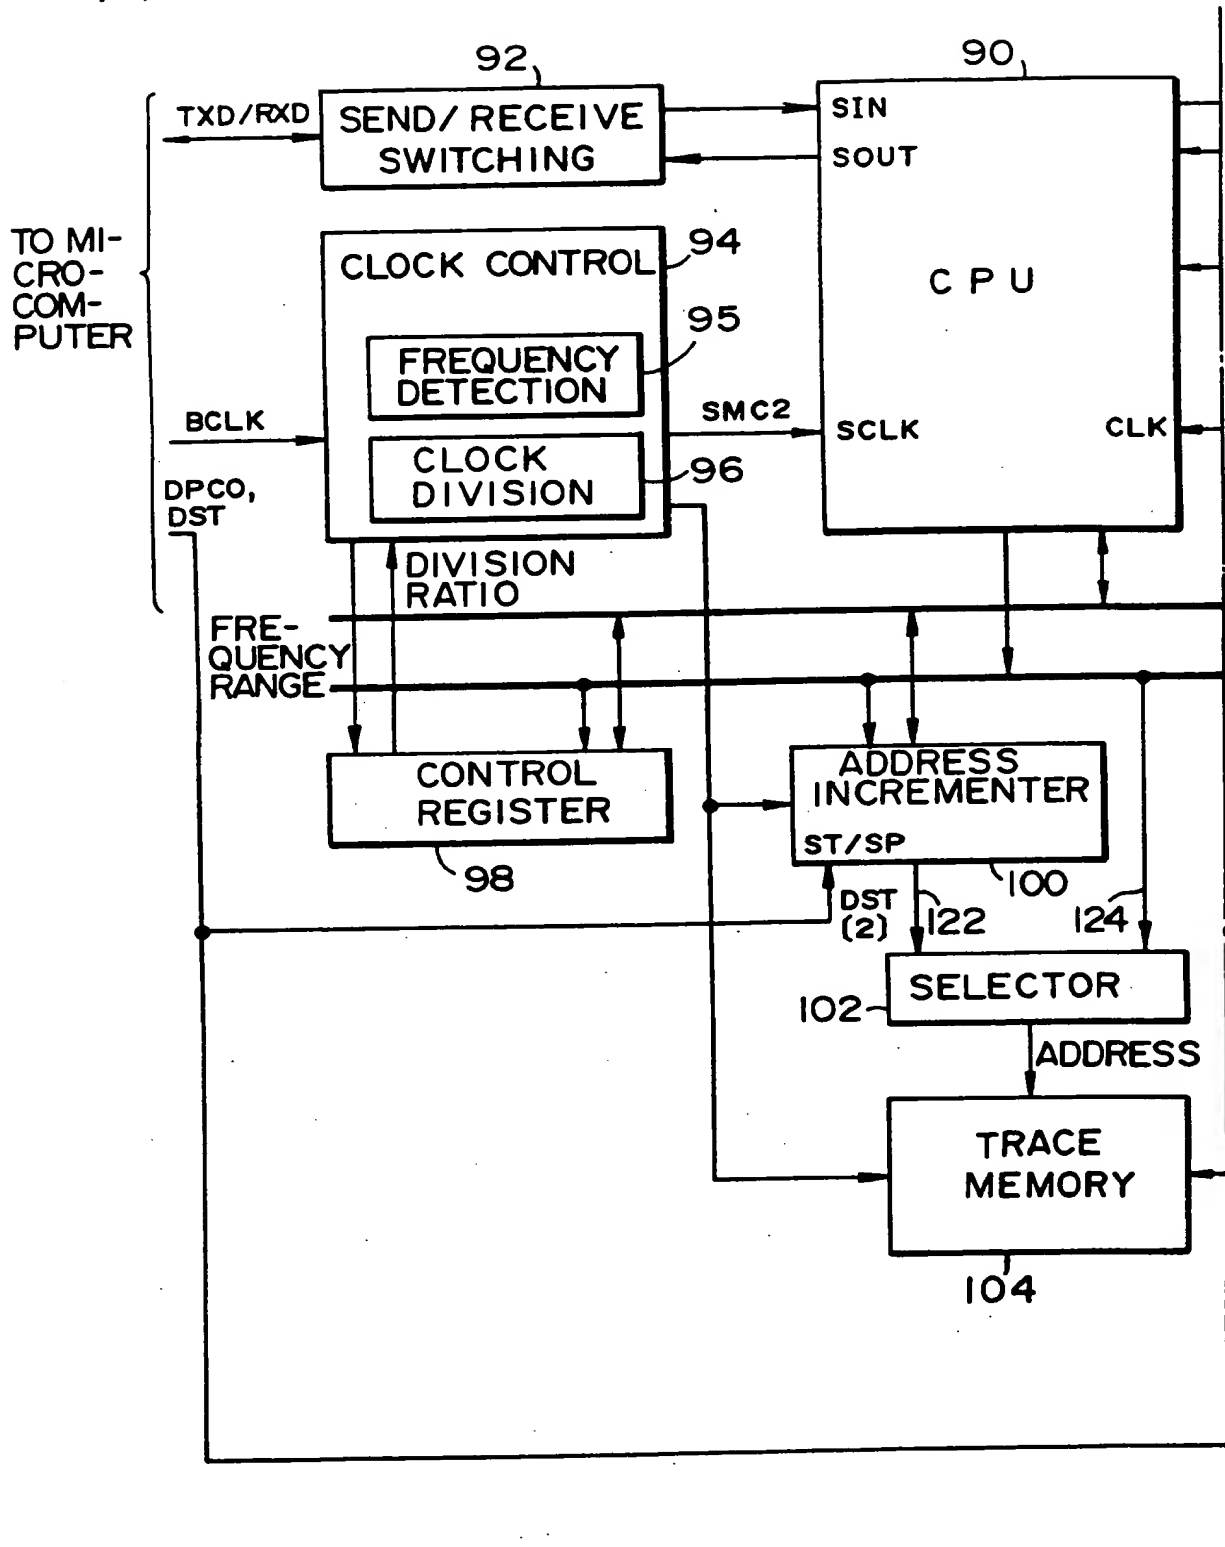 92
90
TXD/RXD
SEND/RECEIVE
SWITCHING
SIN
SOUT
TO MI-
CRO-
COM-
PUTER
CLOCK CONTROL
94
CPU
95
FREQUENCY
DETECTION
BCLK
SMC2
SCLK
CLK
CLOCK
DIVISION
96
DPCO,
DST
DIVISION
RATIO
FRE-
QUENCY
RANGE
CONTROL
REGISTER
98
ADDRESS
INCREMENTER
ST/SP
100
DST
(2)
122
124
SELECTOR
102
ADDRESS
TRACE
MEMORY
104